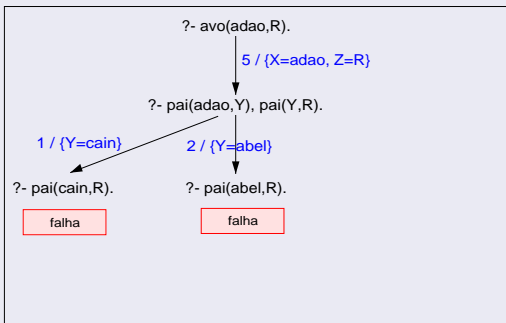 ?- avo(adao,R).
5 / {X=adao, Z=R}
?- pai(adao,Y), pai(Y,R).
1 / {Y=cain}
2 / {Y=abel}
?- pai(cain,R).
?- pai(abel,R).
falha
falha